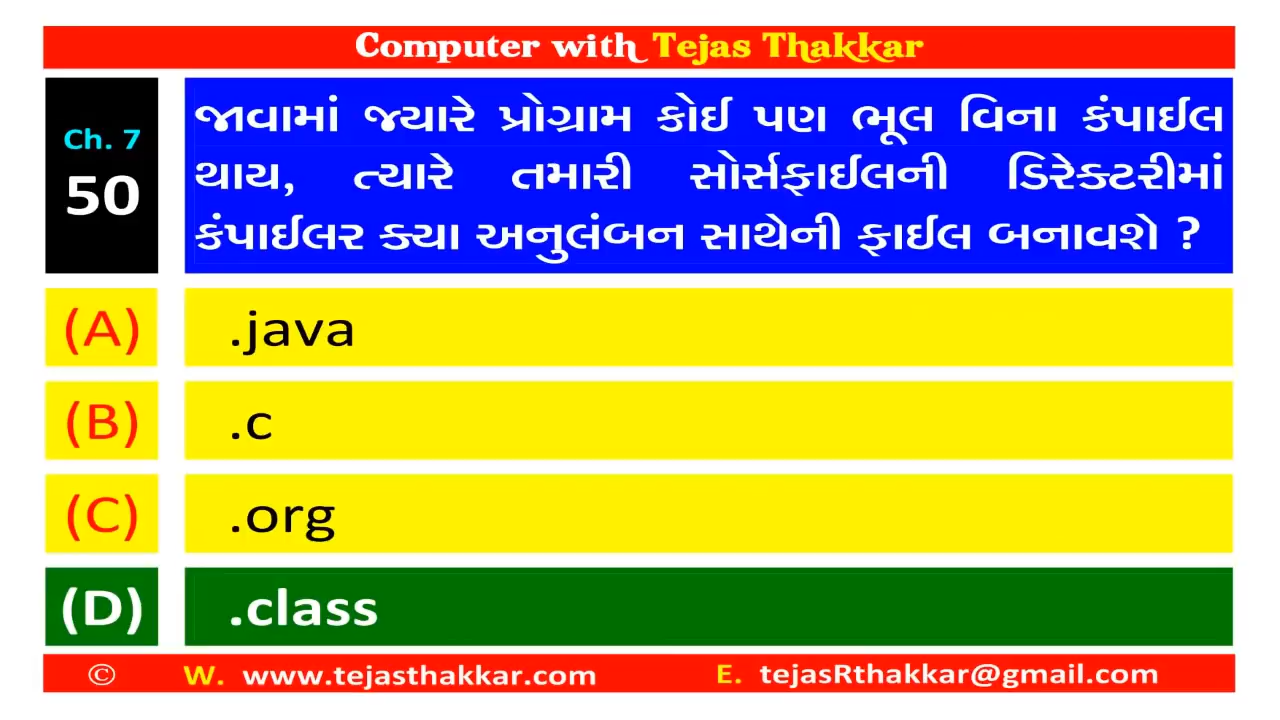 Computer with Tejas Thakkar
Ch. 7
50
જાવામાં જ્યારે પ્રોગ્રામ કોઈ પણ ભૂલ વિના કંપાઈલ
થાય, ત્યારે તમારી સોર્સફાઈલની ડિરેક્ટરીમાં
કંપાઈલર ક્યા અનુલંબન સાથેની ફાઈલ બનાવશે ?
(A) .java
(B) .c
(C) .org
(D) .class
© W. www.tejasthakkar.com E. tejasRthakkar@gmail.com